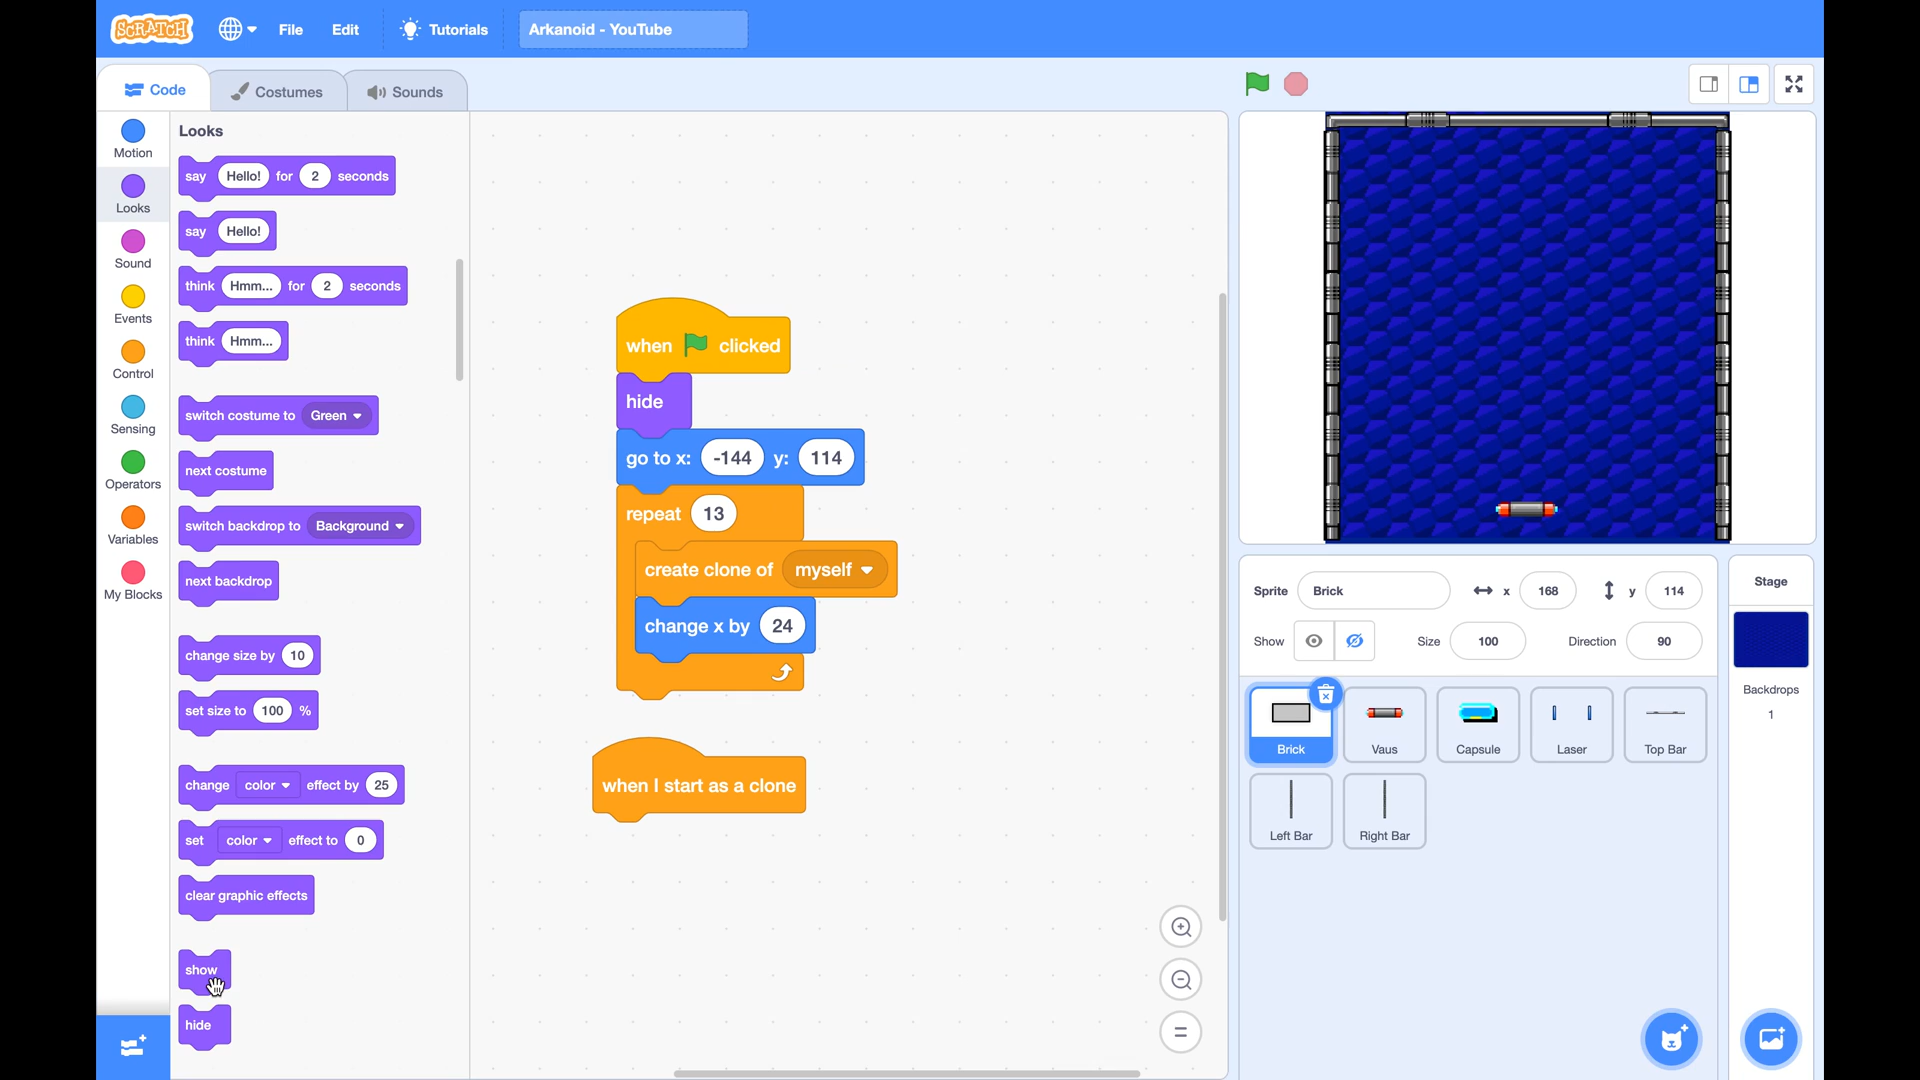 SCRATCH File Edit Tutorials Arkanoid - YouTube
Code Costumes Sounds
Motion
Looks
Sound
Events
Control
Sensing
Operators
Variables
My Blocks
Looks
say Hello! for 2 seconds
say Hello!
think Hmm... for 2 seconds
think Hmm...
switch costume to Green
next costume
switch backdrop to Background
next backdrop
change size by 10
set size to 100 %
change color effect by 25
set color effect to 0
clear graphic effects
show
hide
when clicked
hide
go to x: -144 y: 114
repeat 13
create clone of myself
change x by 24
when I start as a clone
Sprite Brick x 168 y 114
Show Size 100 Direction 90
Brick Vaus Capsule Laser Top Bar
Left Bar Right Bar
Stage
Backdrops
1